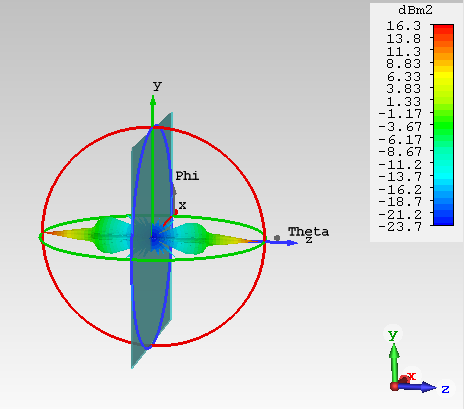 dBm2
16.3
13.8
11.3
8.83
6.33
3.83
1.33
-1.17
-3.67
-6.17
-8.67
-11.2
-13.7
-16.2
-18.7
-21.2
-23.7
y
Phi
x
Theta
z
y
x
z